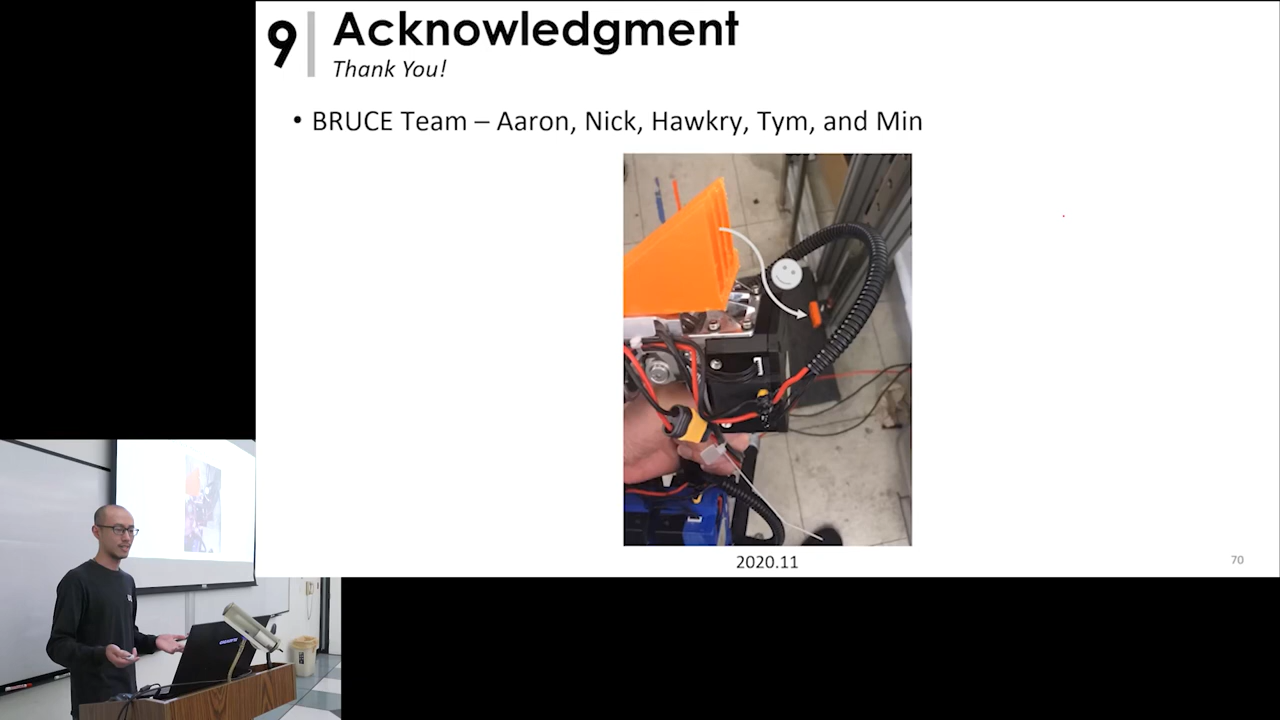 9
Acknowledgment
Thank You!
• BRUCE Team – Aaron, Nick, Hawkry, Tym, and Min
2020.11
70